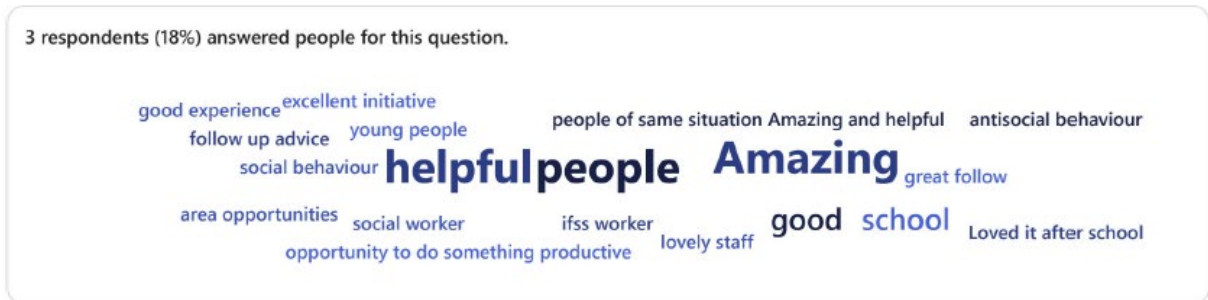 3 respondents (18%) answered people for this question.
good experience
excellent initiative
people of same situation Amazing and helpful
antisocial behaviour
follow up advice
young people
social behaviour
helpful
people
Amazing
great follow
area opportunities
social worker
ifss worker
good
school
Loved it after school
lovely staff
opportunity to do something productive